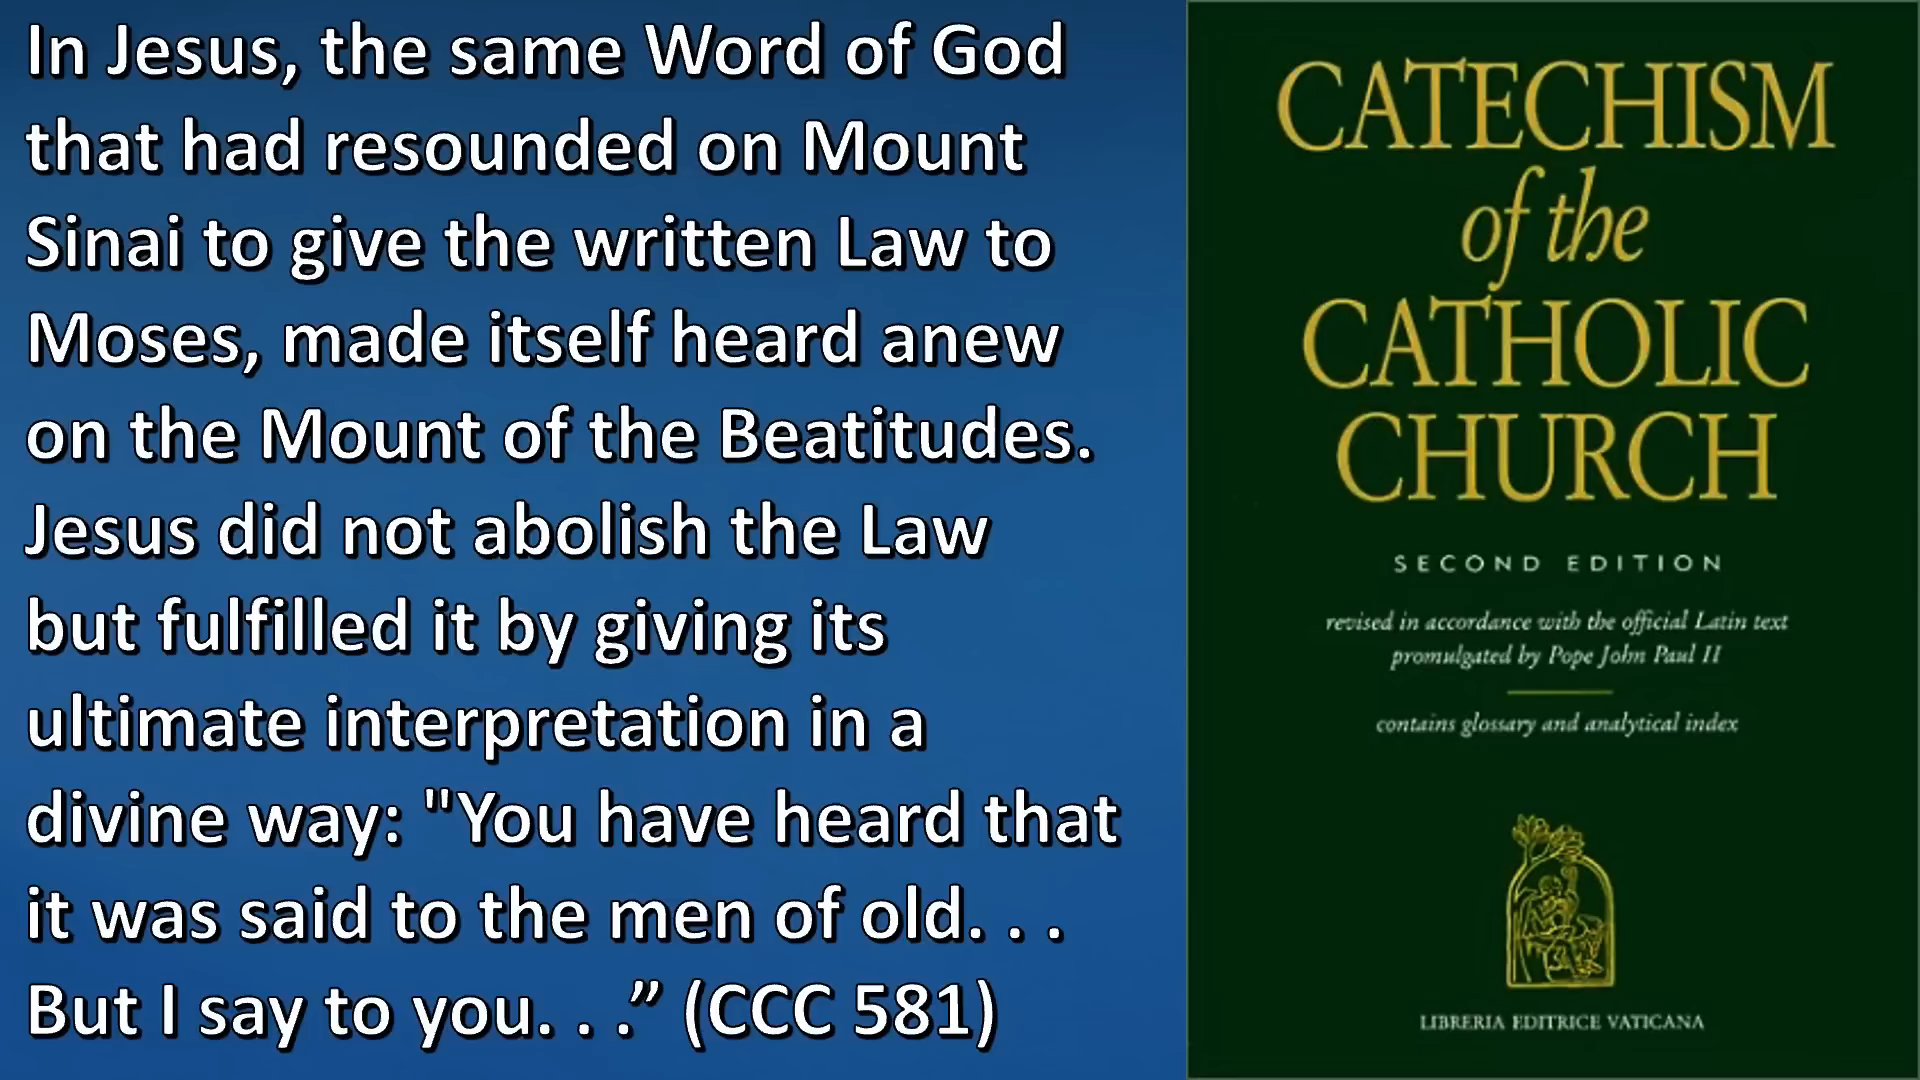 In Jesus, the same Word of God
that had resounded on Mount
Sinai to give the written Law to
Moses, made itself heard anew
on the Mount of the Beatitudes.
Jesus did not abolish the Law
but fulfilled it by giving its
ultimate interpretation in a
divine way: "You have heard that
it was said to the men of old. . .
But I say to you. . .” (CCC 581)
CATECHISM
of the
CATHOLIC
CHURCH
SECOND EDITION
revised in accordance with the official Latin text
promulgated by Pope John Paul II
contains glossary and analytical index
LIBRERIA EDITRICE VATICANA